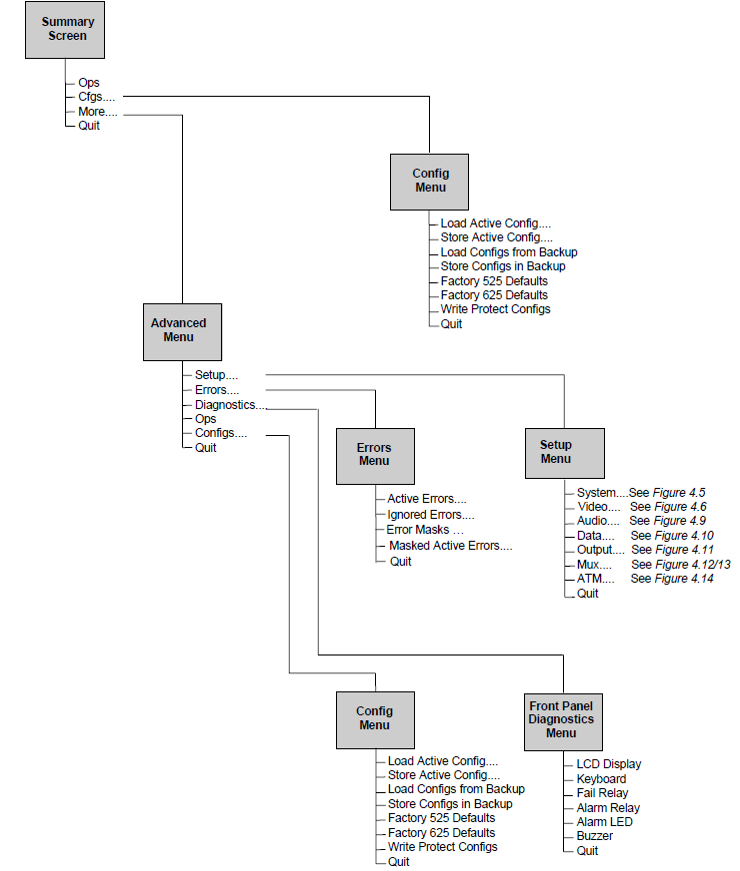 Summary
Screen
Ops
Cfgs....
More....
Quit
Config
Menu
Load Active Config....
Store Active Config....
Load Configs from Backup
Store Configs in Backup
Factory 525 Defaults
Factory 625 Defaults
Write Protect Configs
Quit
Advanced
Menu
Setup....
Errors....
Diagnostics....
Ops
Configs....
Quit
Errors
Menu
Active Errors....
Ignored Errors....
Error Masks …
Masked Active Errors....
Quit
Setup
Menu
System....See Figure 4.5
Video.... See Figure 4.6
Audio.... See Figure 4.9
Data.... See Figure 4.10
Output.... See Figure 4.11
Mux.... See Figure 4.12/13
ATM.... See Figure 4.14
Quit
Config
Menu
Load Active Config....
Store Active Config....
Load Configs from Backup
Store Configs in Backup
Factory 525 Defaults
Factory 625 Defaults
Write Protect Configs
Quit
Front Panel
Diagnostics
Menu
LCD Display
Keyboard
Fail Relay
Alarm Relay
Alarm LED
Buzzer
Quit